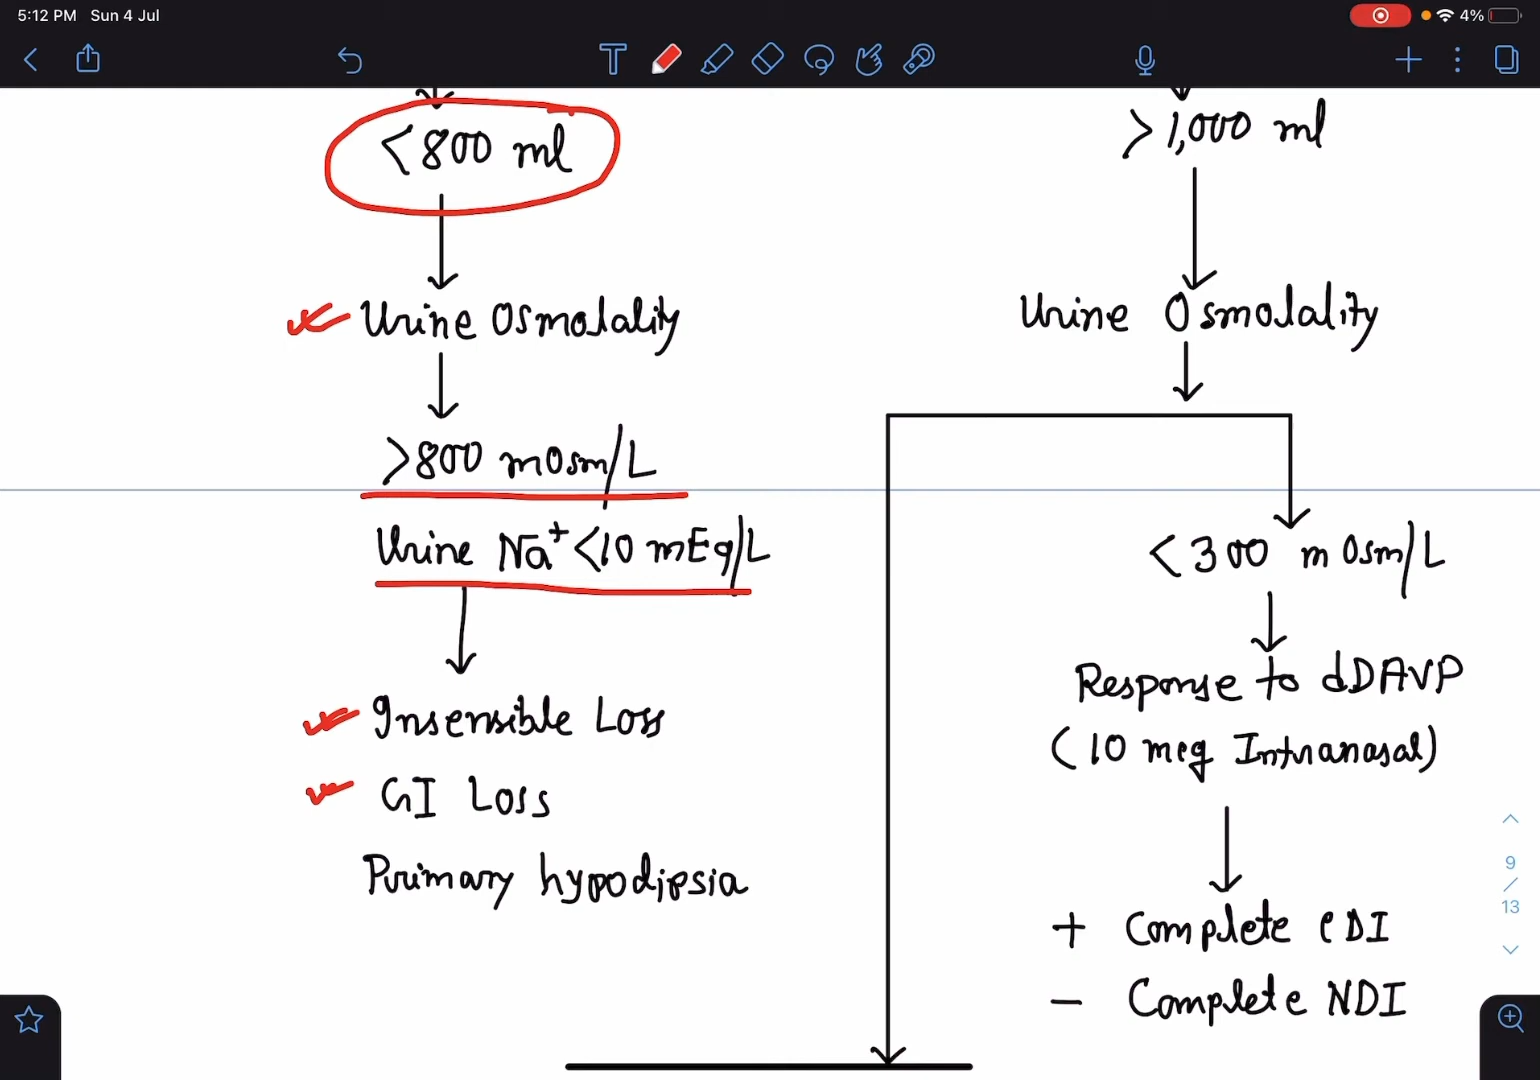 5:12 PM Sun 4 Jul
4%
<800 ml
Urine Osmolality
>800 mOsm/L
Urine Na+ <10 mEq/L
Insensible Loss
GI Loss
Primary hypodipsia
>1,000 ml
Urine Osmolality
<300 mOsm/L
Response to dDAVP
(10 mcg Intranasal)
+ Complete CDI
- Complete NDI
9
/
13